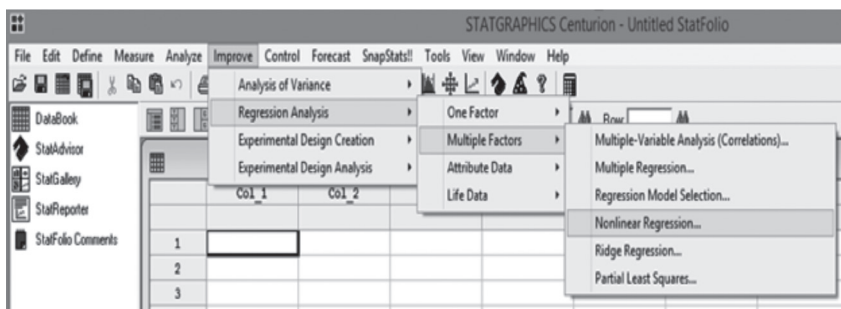 STATGRAPHICS Centurion - Untitled StatFolio
File Edit Define Measure Analyze Improve Control Forecast SnapStats!! Tools View Window Help
Analysis of Variance
Regression Analysis
Experimental Design Creation
Experimental Design Analysis
One Factor
Multiple Factors
Attribute Data
Life Data
Multiple-Variable Analysis (Correlations)...
Multiple Regression...
Regression Model Selection...
Nonlinear Regression...
Ridge Regression...
Partial Least Squares...
DataBook
StatAdvisor
StatGallery
StatReporter
StatFolio Comments
Row
Col_1 Col_2
1
2
3